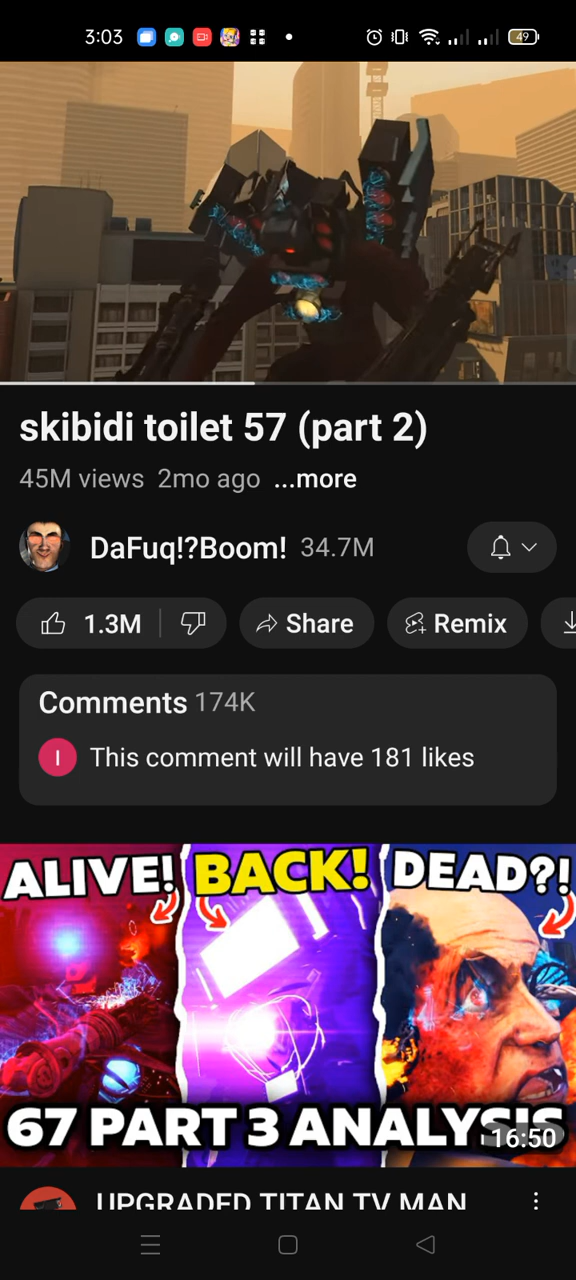 3:03
49
skibidi toilet 57 (part 2)
45M views 2mo ago ...more
DaFuq!?Boom! 34.7M
1.3M Share Remix
Comments 174K
I This comment will have 181 likes
ALIVE! BACK! DEAD?!
67 PART 3 ANALYSIS
16:50
UPGRADED TITAN TV MAN